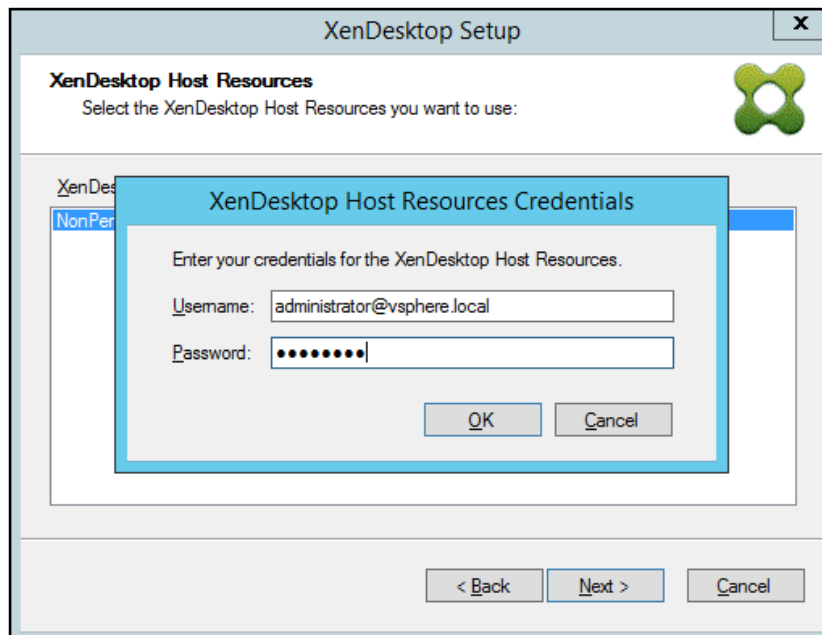 XenDesktop Setup
x
XenDesktop Host Resources
Select the XenDesktop Host Resources you want to use:
XenDes
NonPer
XenDesktop Host Resources Credentials
Enter your credentials for the XenDesktop Host Resources.
Username: administrator@vsphere.local
Password: ●●●●●●●●
OK Cancel
< Back Next > Cancel